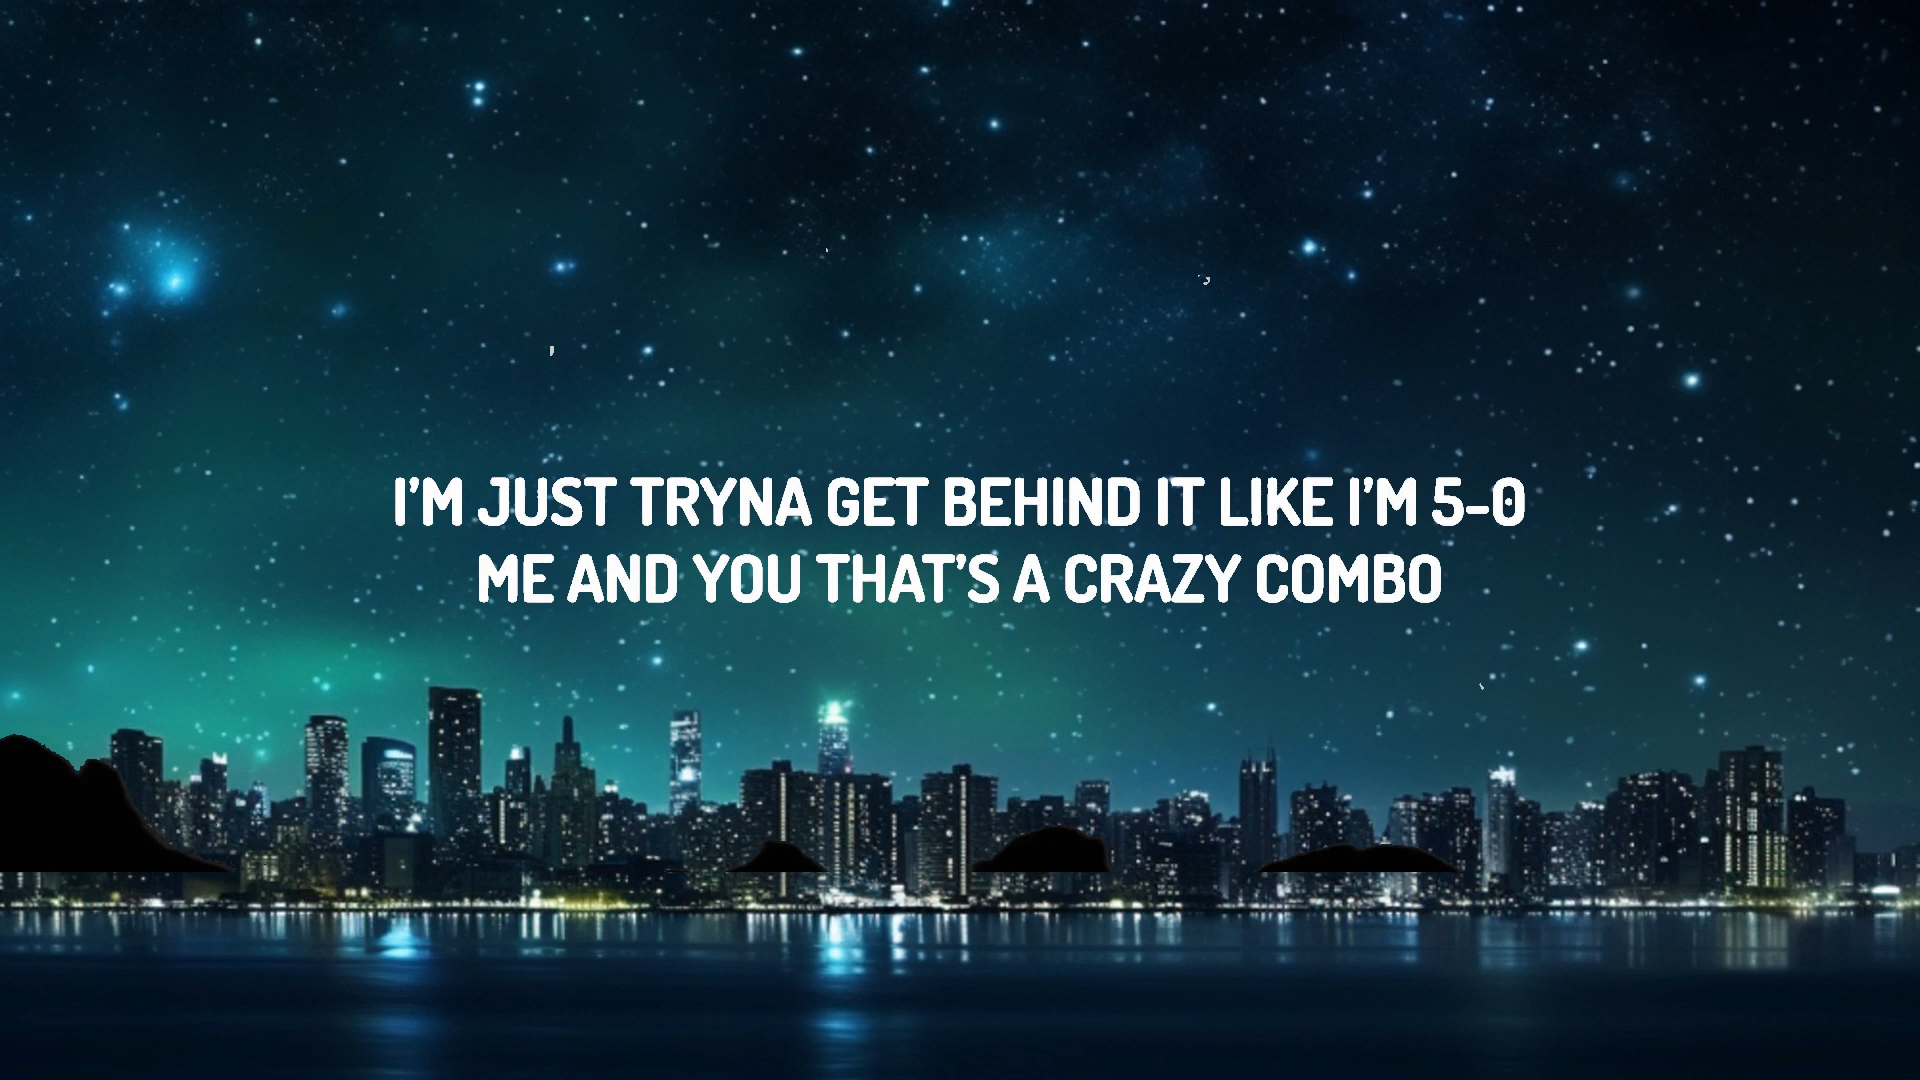 I'M JUST TRYNA GET BEHIND IT LIKE I'M 5-0
ME AND YOU THAT'S A CRAZY COMBO